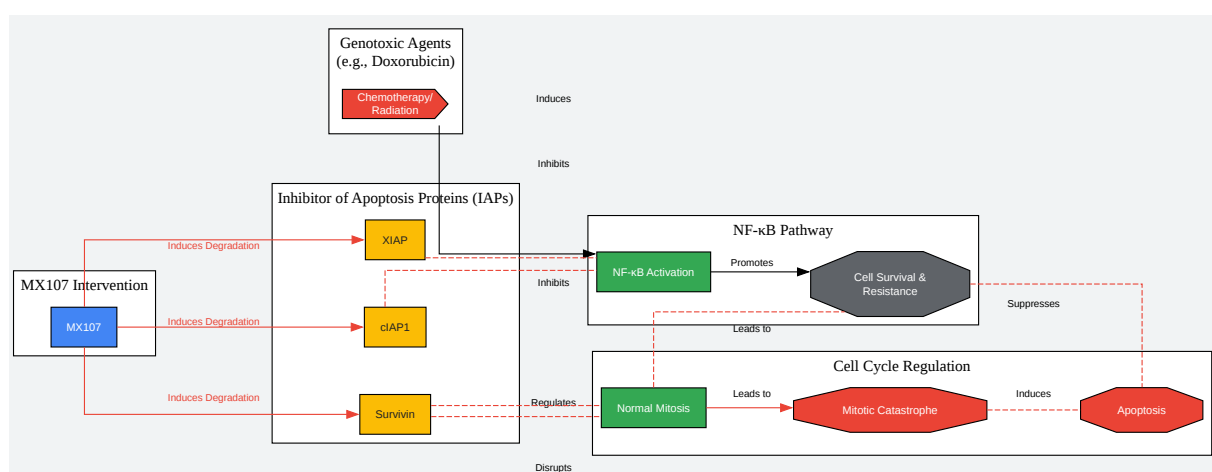 Genotoxic Agents
(e.g., Doxorubicin)
Chemotherapy/
Radiation
Induces
Inhibits
Inhibitor of Apoptosis Proteins (IAPs)
XIAP
Induces Degradation
NF-κB Pathway
NF-κB Activation
Promotes
Cell Survival &
Resistance
Inhibits
Suppresses
MX107 Intervention
MX107
Induces Degradation
cIAP1
Leads to
Cell Cycle Regulation
Induces Degradation
Survivin
Regulates
Normal Mitosis
Leads to
Mitotic Catastrophe
Induces
Apoptosis
Disrupts